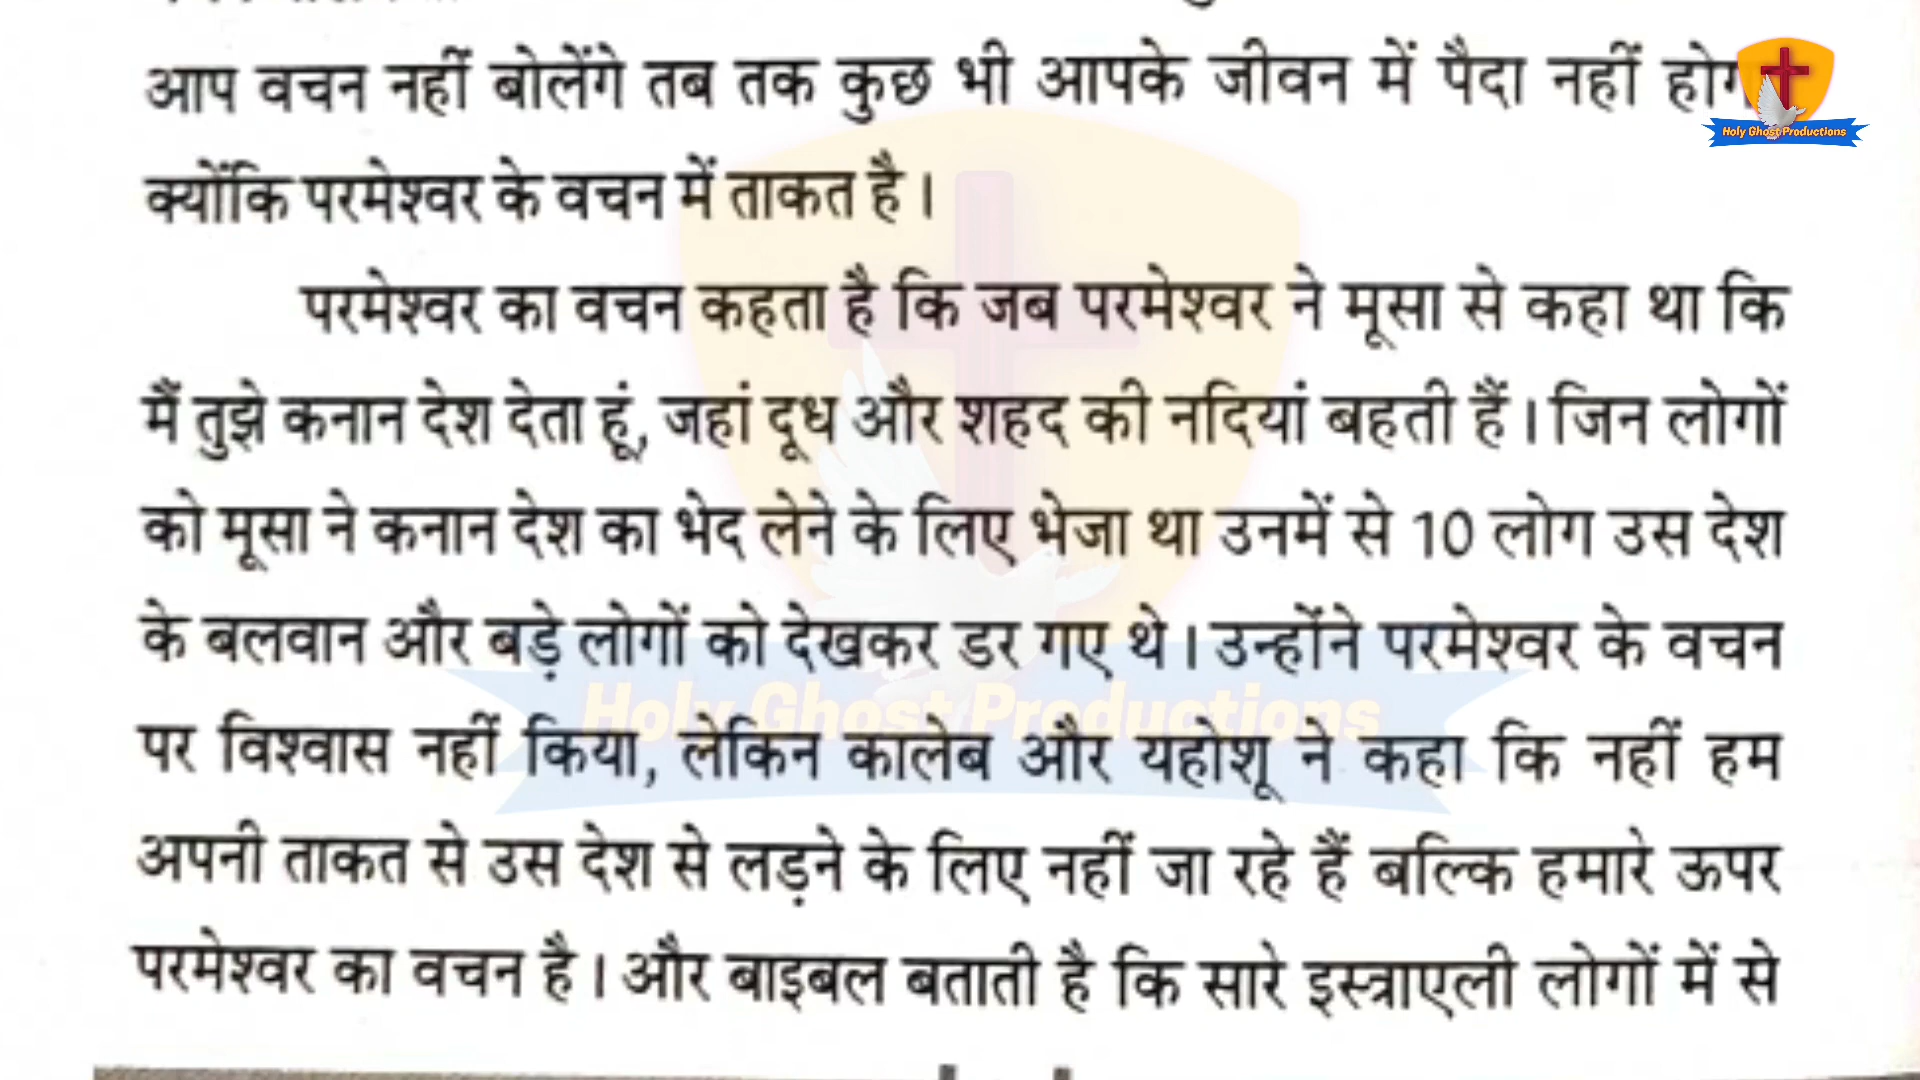 आप वचन नहीं बोलेंगे तब तक कुछ भी आपके जीवन में पैदा नहीं
क्योंकि परमेश्वर के वचन में ताकत है।
परमेश्वर का वचन कहता है कि जब परमेश्वर ने मूसा से कहा था कि
मैं तुझे कनान देश देता हूं, जहां दूध और शहद की नदियां बहती हैं। जिन लोगों
को मूसा ने कनान देश का भेद लेने के लिए भेजा था उनमें से 10 लोग उस देश
के बलवान और बड़े लोगों को देखकर डर गए थे। उन्होंने परमेश्वर के वचन
पर विश्वास नहीं किया, लेकिन कालेब और यहोशू ने कहा कि नहीं हम
अपनी ताकत से उस देश से लड़ने के लिए नहीं जा रहे हैं बल्कि हमारे ऊपर
परमेश्वर का वचन है। और बाइबल बताती है कि सारे इस्त्राएली लोगों में से
Holy Ghost Productions
Holy Ghost Productions